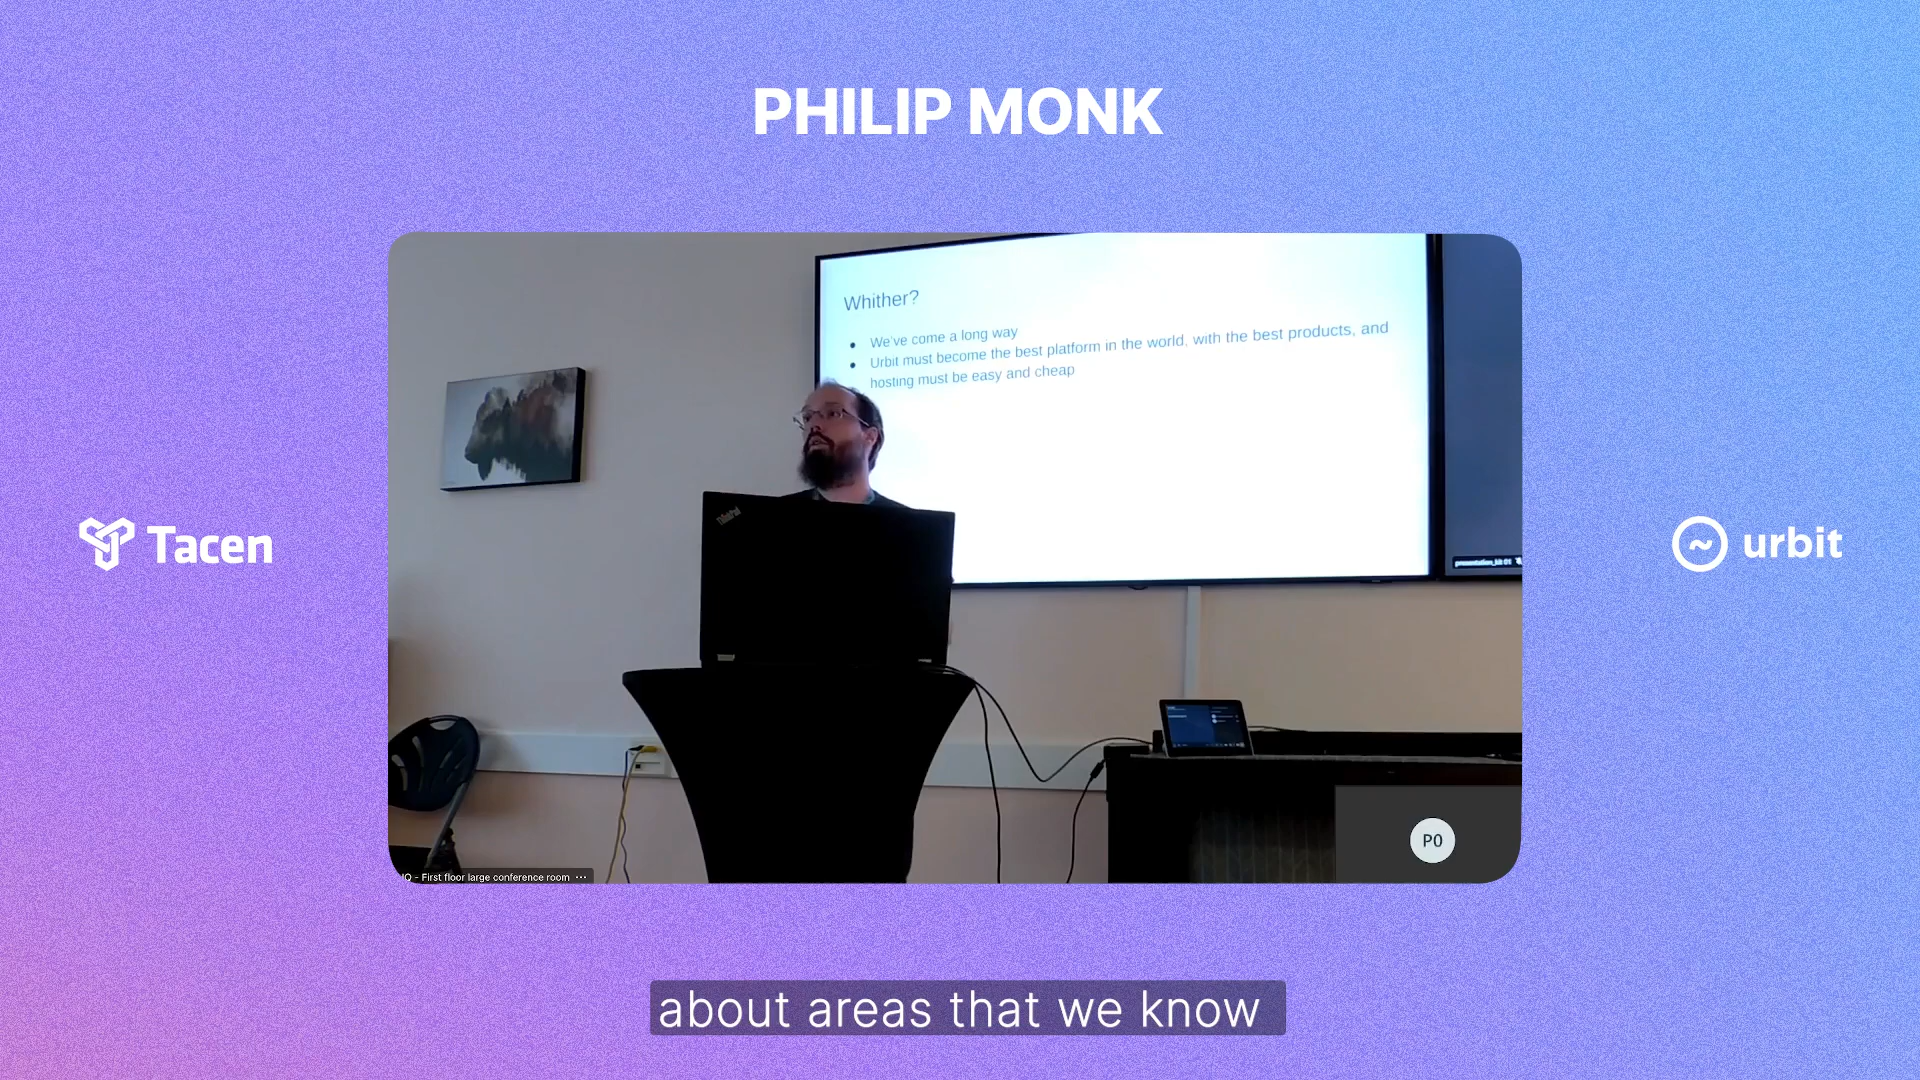 PHILIP MONK
Whither?
● We've come a long way
● Urbit must become the best platform in the world, with the best products, and
hosting must be easy and cheap
ThinkPad
Tacen
urbit
P0
- First floor large conference room ···
about areas that we know